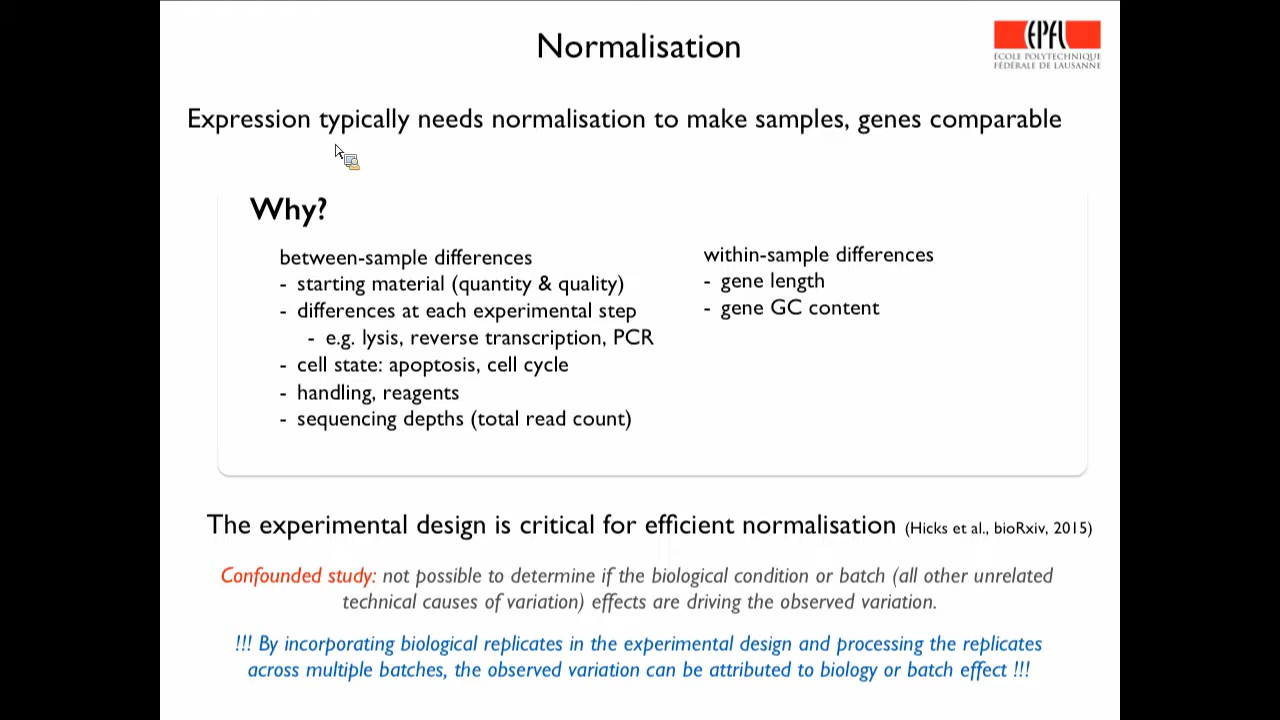 Normalisation
EPFL
ÉCOLE POLYTECHNIQUE
FÉDÉRALE DE LAUSANNE
Expression typically needs normalisation to make samples, genes comparable
Why?
between-sample differences
- starting material (quantity & quality)
- differences at each experimental step
- e.g. lysis, reverse transcription, PCR
- cell state: apoptosis, cell cycle
- handling, reagents
- sequencing depths (total read count)
within-sample differences
- gene length
- gene GC content
The experimental design is critical for efficient normalisation (Hicks et al., bioRxiv, 2015)
Confounded study: not possible to determine if the biological condition or batch (all other unrelated
technical causes of variation) effects are driving the observed variation.
!!! By incorporating biological replicates in the experimental design and processing the replicates
across multiple batches, the observed variation can be attributed to biology or batch effect !!!